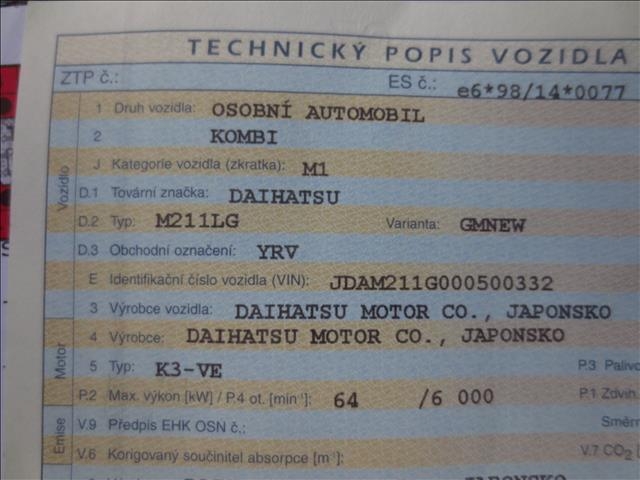 TECHNICKÝ POPIS VOZIDLA
ZTP č.: ES č.: e6*98/14*0077
1 Druh vozidla: OSOBNÍ AUTOMOBIL
2 KOMBI
J Kategorie vozidla (zkratka): M1
Vozidlo
D.1 Tovární značka: DAIHATSU
D.2 Typ: M211LG Varianta: GMNEW
D.3 Obchodní označení: YRV
E Identifikační číslo vozidla (VIN): JDAM211G000500332
3 Výrobce vozidla: DAIHATSU MOTOR CO., JAPONSKO
4 Výrobce: DAIHATSU MOTOR CO., JAPONSKO
Motor
5 Typ: K3-VE P.3 Palivo
P.2 Max. výkon [kW] / P.4 ot. [min⁻¹]: 64 /6 000 P.1 Zdvih.
Emise
V.9 Předpis EHK OSN č.: Směrn
V.6 Korigovaný součinitel absorpce [m⁻¹]: V.7 CO₂ [